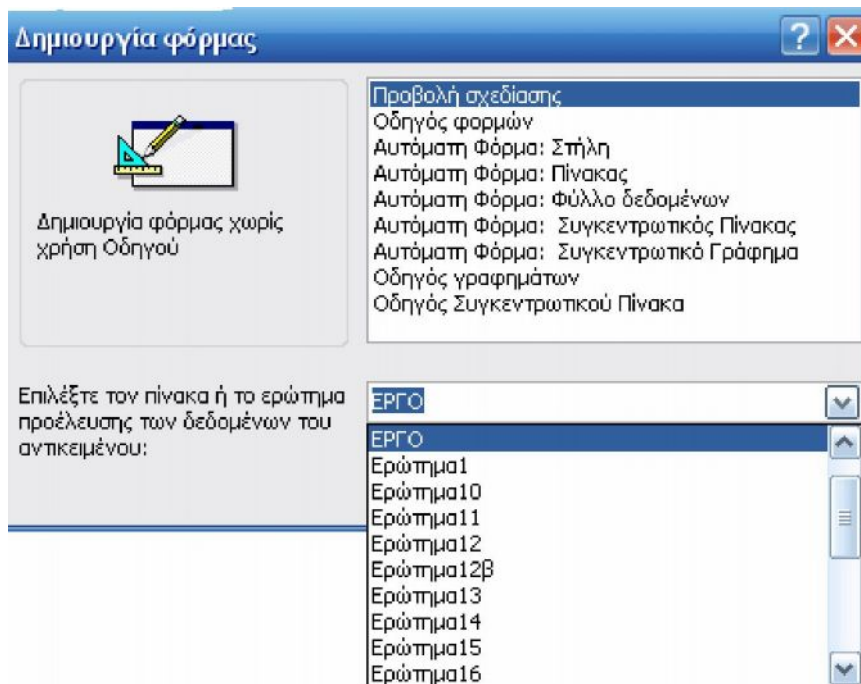 Δημιουργία φόρμας
Προβολή σχεδίασης
Οδηγός φορμών
Αυτόματη Φόρμα: Στήλη
Αυτόματη Φόρμα: Πίνακας
Αυτόματη Φόρμα: Φύλλο δεδομένων
Αυτόματη Φόρμα: Συγκεντρωτικός Πίνακας
Αυτόματη Φόρμα: Συγκεντρωτικό Γράφημα
Οδηγός γραφημάτων
Οδηγός Συγκεντρωτικού Πίνακα
Δημιουργία φόρμας χωρίς
χρήση Οδηγού
Επιλέξτε τον πίνακα ή το ερώτημα
προέλευσης των δεδομένων του
αντικειμένου:
ΕΡΓΟ
ΕΡΓΟ
Ερώτημα1
Ερώτημα10
Ερώτημα11
Ερώτημα12
Ερώτημα12β
Ερώτημα13
Ερώτημα14
Ερώτημα15
Ερώτημα16